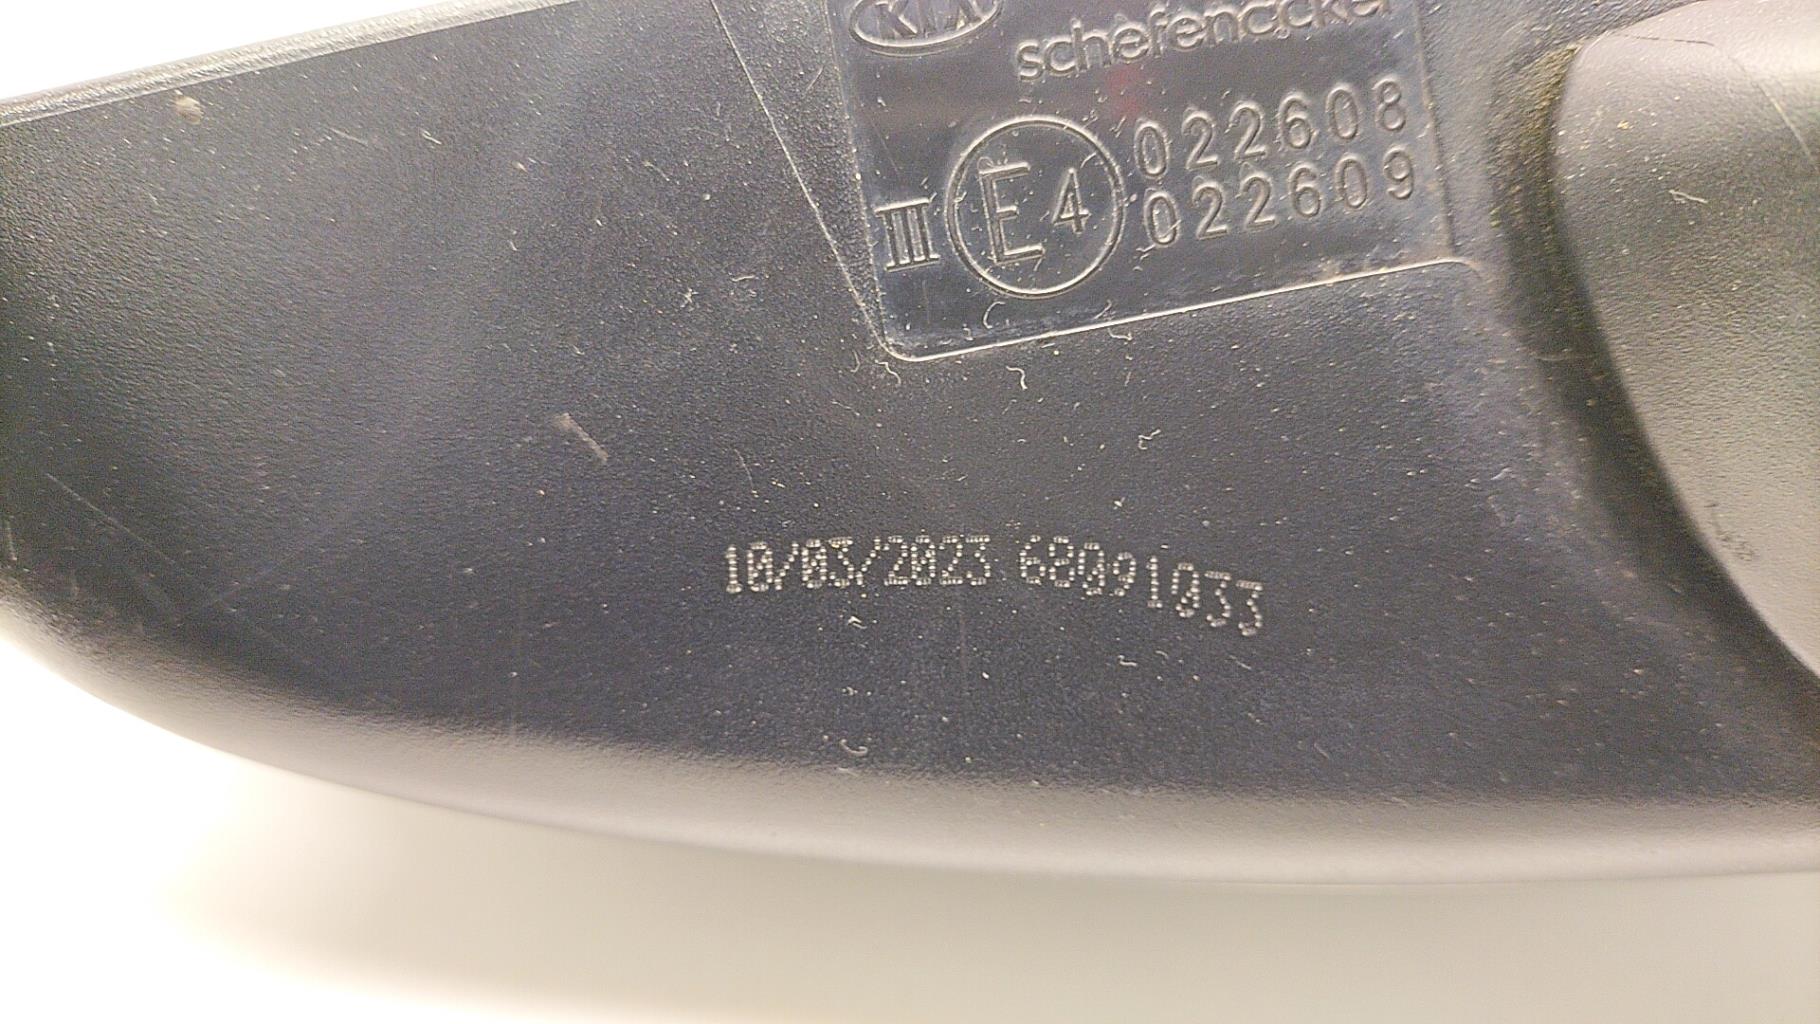 KIA
schefenacker
III E4 022608
022609
10/03/2023 68091033